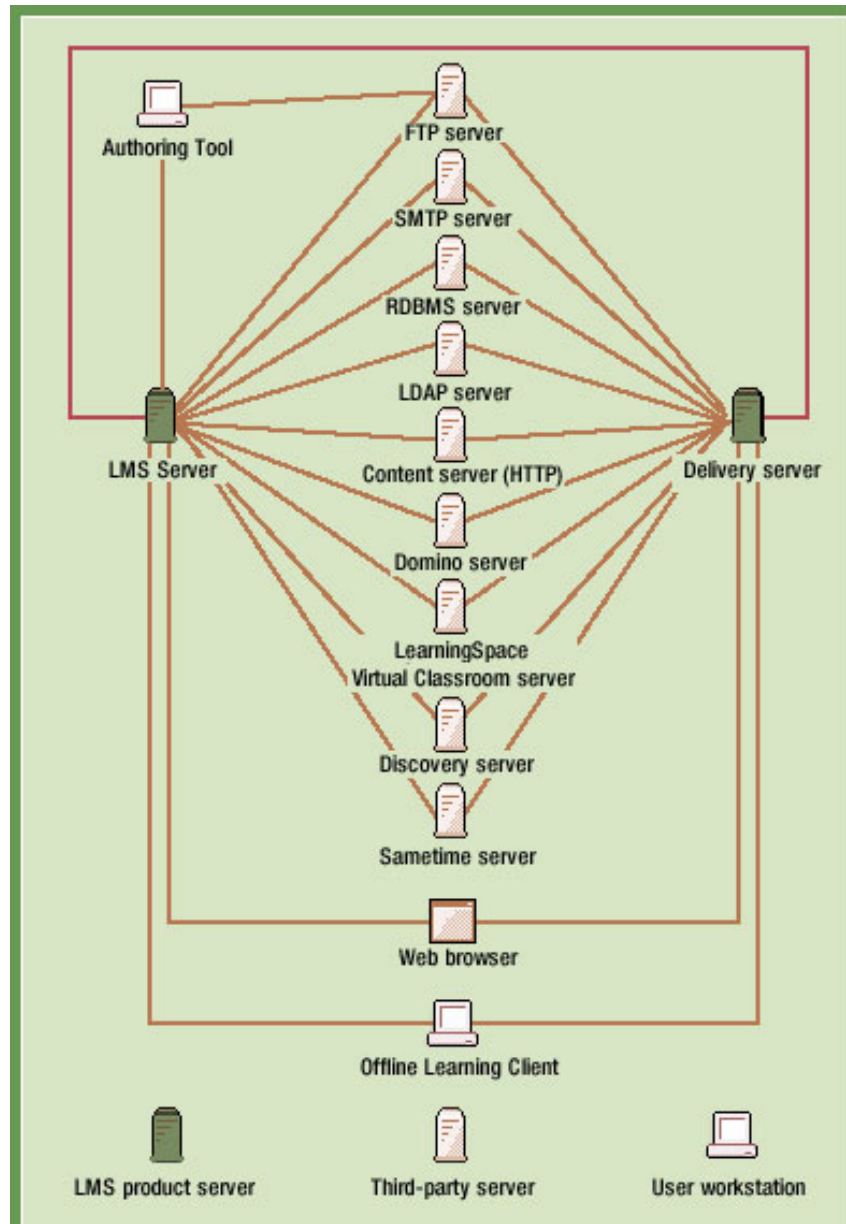 FTP server
Authoring Tool
SMTP server
RDBMS server
LDAP server
LMS Server
Content server (HTTP)
Delivery server
Domino server
LearningSpace
Virtual Classroom server
Discovery server
Sametime server
Web browser
Offline Learning Client
LMS product server
Third-party server
User workstation